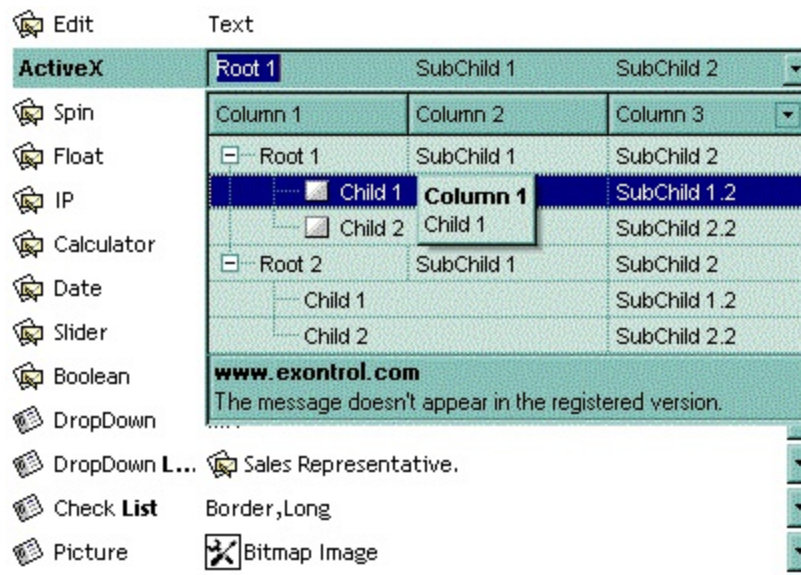 Edit Text
ActiveX Root 1 SubChild 1 SubChild 2
Spin Column 1 Column 2 Column 3
Float Root 1 SubChild 1 SubChild 2
IP Child 1 Column 1 SubChild 1.2
Child 2 Child 1 SubChild 2.2
Calculator
Root 2 SubChild 1 SubChild 2
Date Child 1 SubChild 1.2
Slider Child 2 SubChild 2.2
Boolean www.exontrol.com
The message doesn't appear in the registered version.
DropDown
DropDown L... Sales Representative.
Check List Border,Long
Picture Bitmap Image